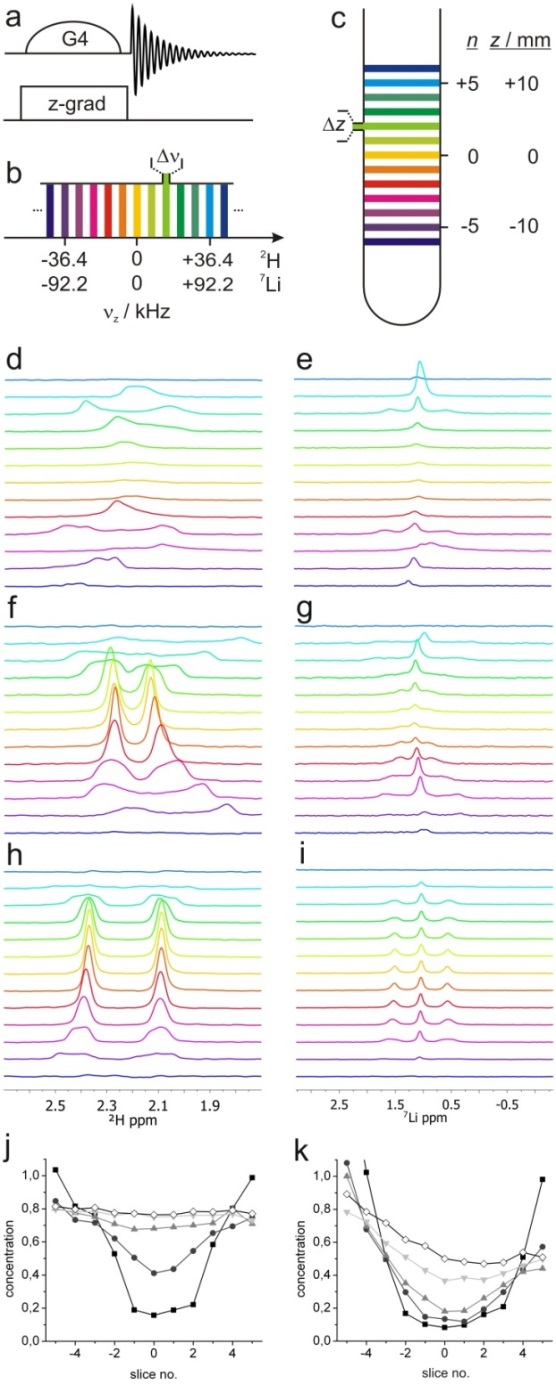 a
G4
z-grad
b
Δν
...
...
-36.4 0 +36.4 ²H
-92.2 0 +92.2 ⁷Li
νz / kHz
c
n z / mm
+5 +10
Δz
0 0
-5 -10
d
e
f
g
h
i
2.5 2.3 2.1 1.9
²H ppm
2.5 1.5 0.5 -0.5
⁷Li ppm
j
1,0
0,8
0,6
0,4
0,2
0,0
concentration
-4 -2 0 2 4
slice no.
k
1,0
0,8
0,6
0,4
0,2
0,0
concentration
-4 -2 0 2 4
slice no.